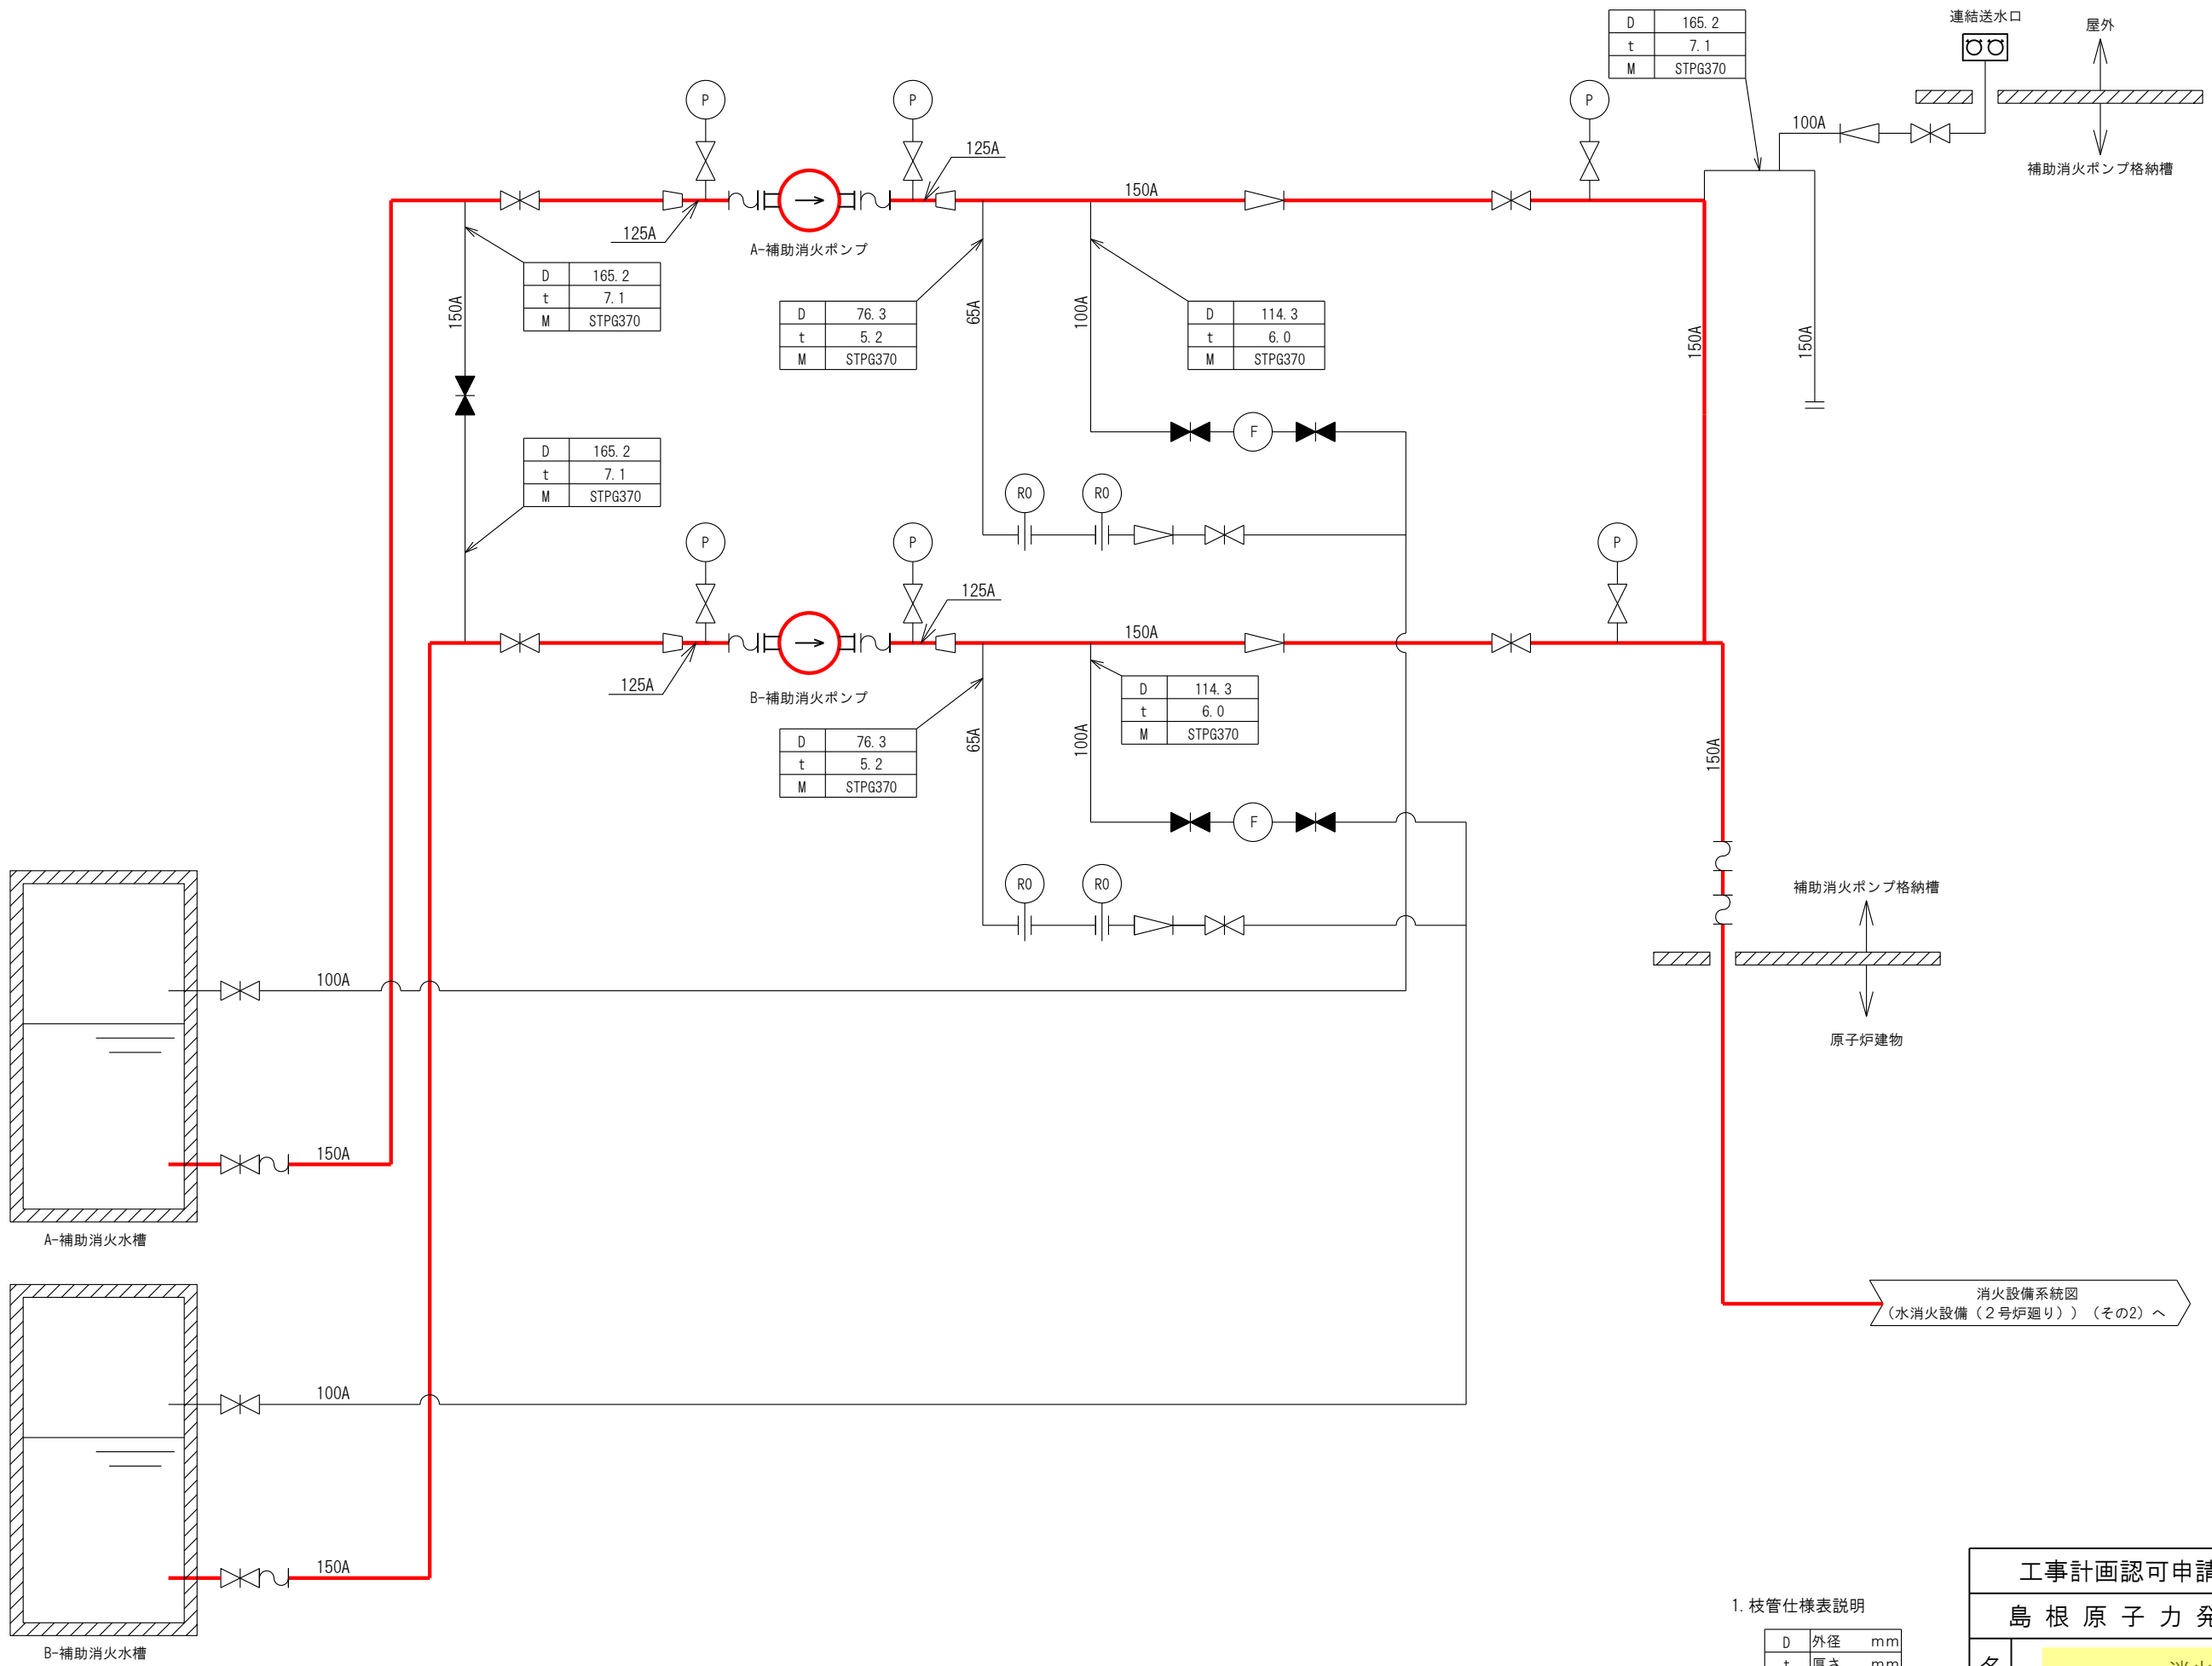 連結送水口
屋外
D 165.2
t 7.1
M STPG370
P
P
P
100A
補助消火ポンプ格納槽
125A
150A
125A
A-補助消火ポンプ
D 165.2
t 7.1
M STPG370
150A
D 76.3
t 5.2
M STPG370
65A
100A
D 114.3
t 6.0
M STPG370
150A
150A
F
D 165.2
t 7.1
M STPG370
RO
RO
P
P
P
125A
150A
125A
B-補助消火ポンプ
D 114.3
t 6.0
M STPG370
D 76.3
t 5.2
M STPG370
65A
100A
150A
F
RO
RO
補助消火ポンプ格納槽
原子炉建物
100A
150A
A-補助消火水槽
消火設備系統図
(水消火設備(2号炉廻り))(その2)へ
100A
150A
B-補助消火水槽
1. 枝管仕様表説明
D 外径 mm
t 厚さ mm
工事計画認可申請
島根原子力発
名
消火